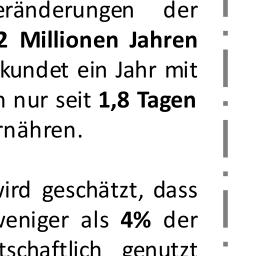 eränderungen der
2 Millionen Jahren
kundet ein Jahr mit
n nur seit 1,8 Tagen
rnähren.
wird geschätzt, dass
weniger als 4% der
tschaftlich genutzt